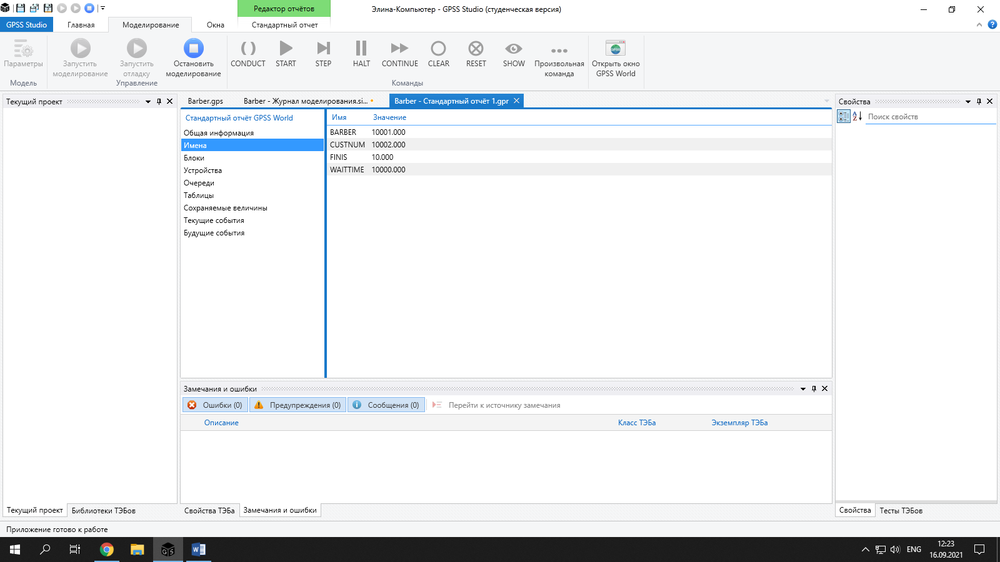 Редактор отчётов
Элина-Компьютер - GPSS Studio (студенческая версия)
GPSS Studio
Главная
Моделирование
Окна
Стандартный отчет
Параметры
Запустить моделирование
Запустить отладку
Остановить моделирование
CONDUCT
START
STEP
HALT
CONTINUE
CLEAR
RESET
SHOW
Произвольная команда
Открыть окно GPSS World
Модель
Управление
Команды
Текущий проект
Barber.gps
Barber - Журнал моделирования.si...
Barber - Стандартный отчёт 1.gpr
Свойства
Поиск свойств
Стандартный отчёт GPSS World
Общая информация
Имена
Блоки
Устройства
Очереди
Таблицы
Сохраняемые величины
Текущие события
Будущие события
Имя Значение
BARBER 10001.000
CUSTNUM 10002.000
FINIS 10.000
WAITTIME 10000.000
Замечания и ошибки
Ошибки (0)
Предупреждения (0)
Сообщения (0)
Перейти к источнику замечания
Описание
Класс ТЭБа
Экземпляр ТЭБа
Текущий проект
Библиотеки ТЭБов
Свойства ТЭБа
Замечания и ошибки
Свойства
Тесты ТЭБов
Приложение готово к работе
ENG
12:23
16.09.2021